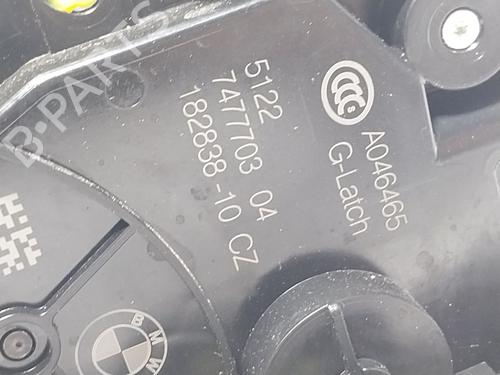 5122
7477703 04
182838-10 CZ
CCC S
A046465
G-Latch
BMW
B-PARTS